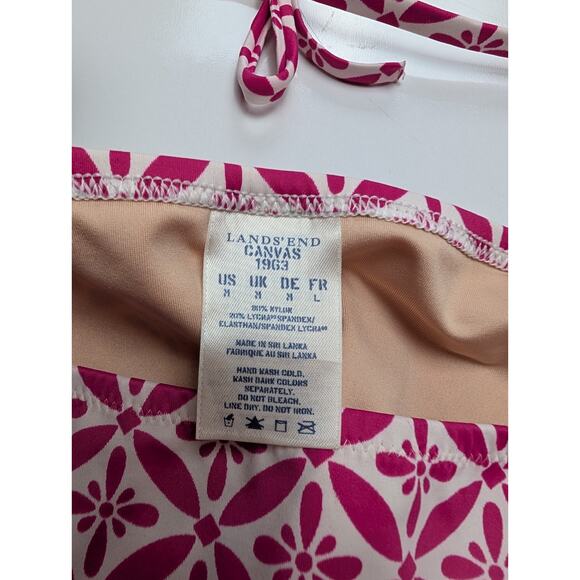 LANDS' END
CANVAS
1963
US UK DE FR
M M M L
80% NYLON
20% LYCRA® SPANDEX/
ELASTHAN/SPANDEX LYCRA®
MADE IN SRI LANKA
FABRIQUE AU SRI LANKA
HAND WASH COLD.
WASH DARK COLORS
SEPARATELY.
DO NOT BLEACH.
LINE DRY. DO NOT IRON.